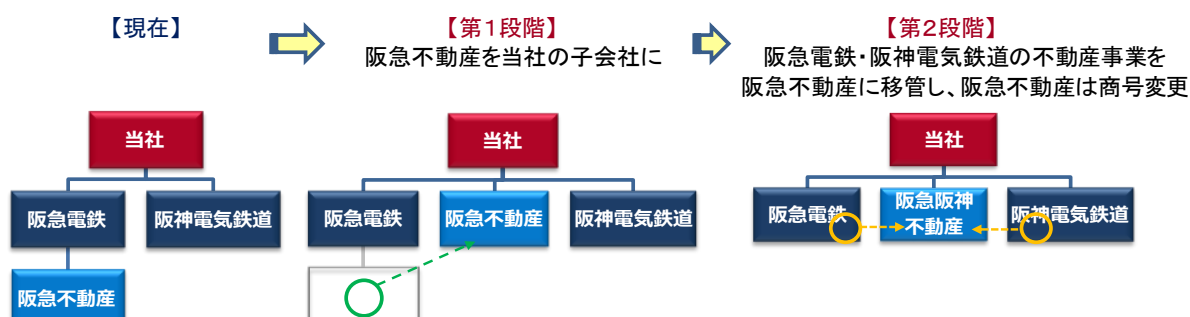 【現在】
当社
阪急電鉄
阪神電気鉄道
阪急不動産
【第1段階】
阪急不動産を当社の子会社に
当社
阪急電鉄
阪急不動産
阪神電気鉄道
【第2段階】
阪急電鉄・阪神電気鉄道の不動産事業を
阪急不動産に移管し、阪急不動産は商号変更
当社
阪急電鉄
阪急阪神
不動産
阪神電気鉄道